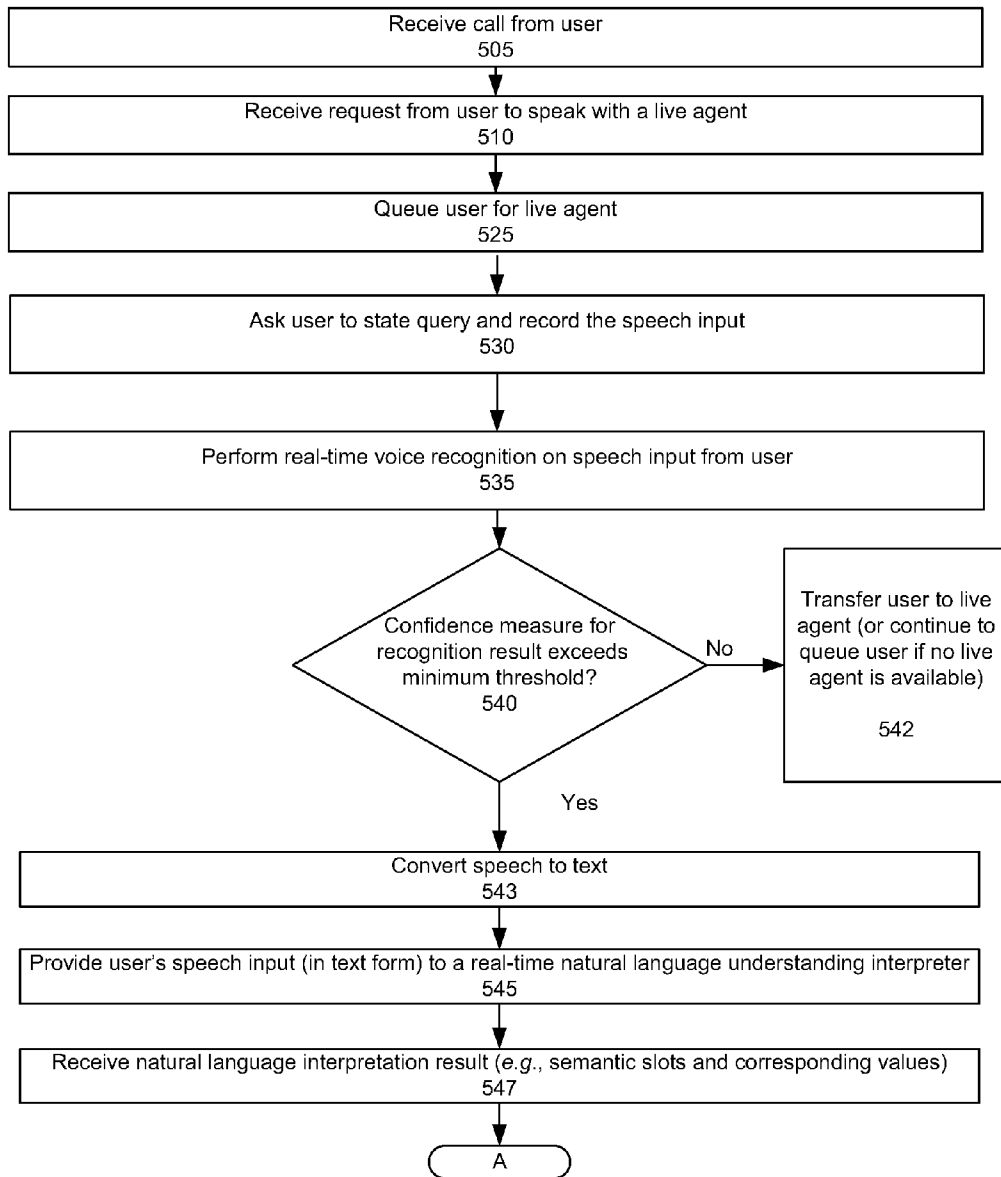 Receive call from user
505
Receive request from user to speak with a live agent
510
Queue user for live agent
525
Ask user to state query and record the speech input
530
Perform real-time voice recognition on speech input from user
535
Confidence measure for
recognition result exceeds
minimum threshold?
540
No
Transfer user to live
agent (or continue to
queue user if no live
agent is available)
542
Yes
Convert speech to text
543
Provide user's speech input (in text form) to a real-time natural language understanding interpreter
545
Receive natural language interpretation result (e.g., semantic slots and corresponding values)
547
A